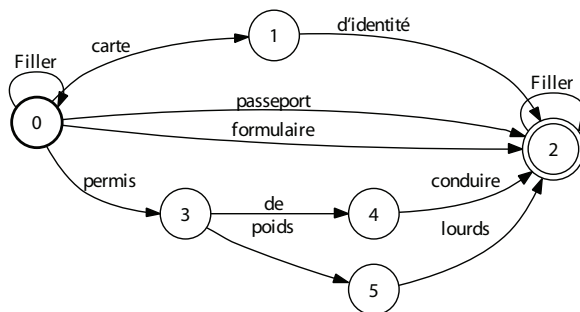 carte
1
d'identité
Filler
Filler
0
passeport
formulaire
2
permis
3
de
poids
4
conduire
lourds
5